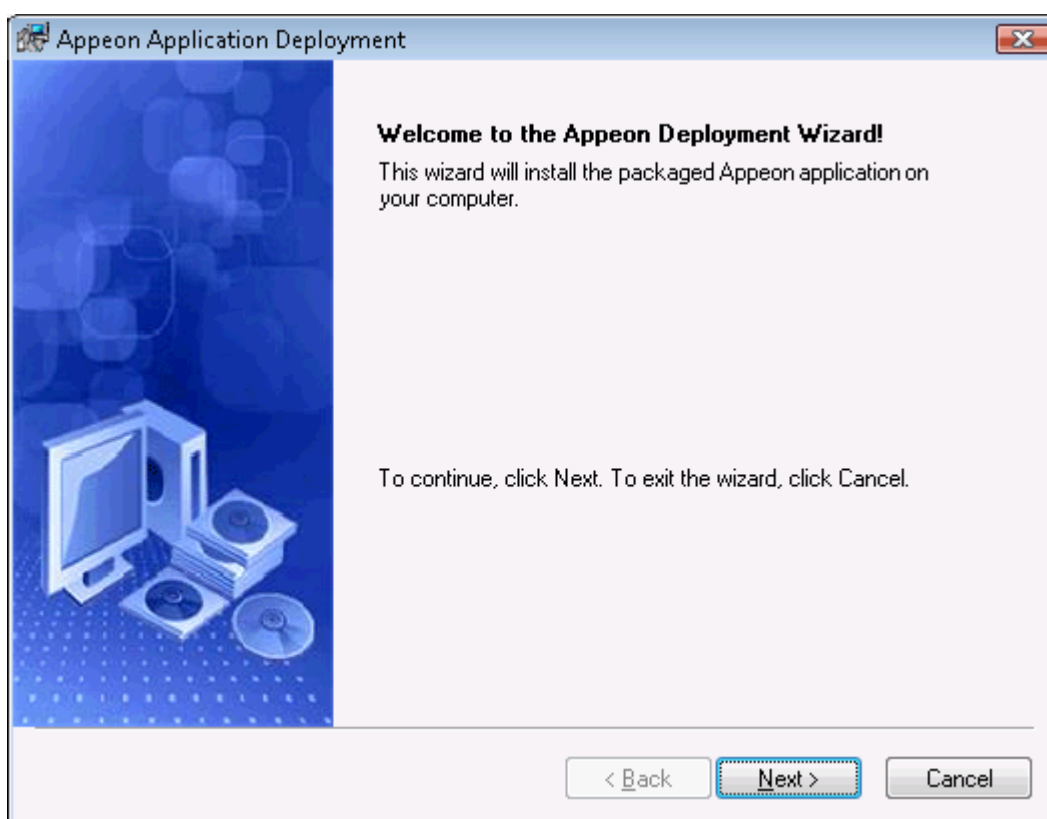 Appeon Application Deployment
Welcome to the Appeon Deployment Wizard!
This wizard will install the packaged Appeon application on
your computer.
To continue, click Next. To exit the wizard, click Cancel.
< Back
Next >
Cancel